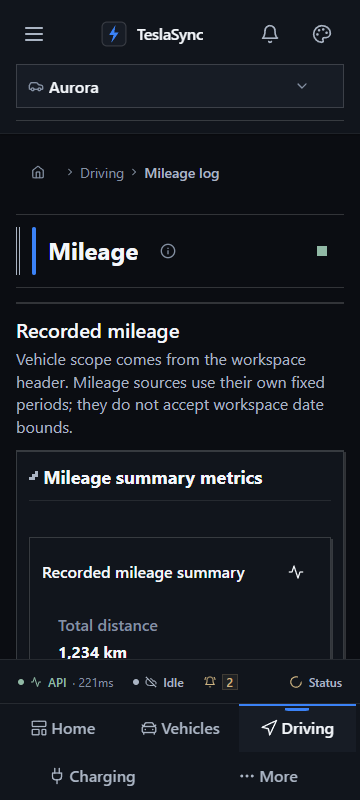 TeslaSync
Aurora
Driving
Mileage log
Mileage
Recorded mileage
Vehicle scope comes from the workspace
header. Mileage sources use their own fixed
periods; they do not accept workspace date
bounds.
Mileage summary metrics
Recorded mileage summary
Total distance
1,234 km
API · 221ms
Idle
2
Status
Home
Vehicles
Driving
Charging
More